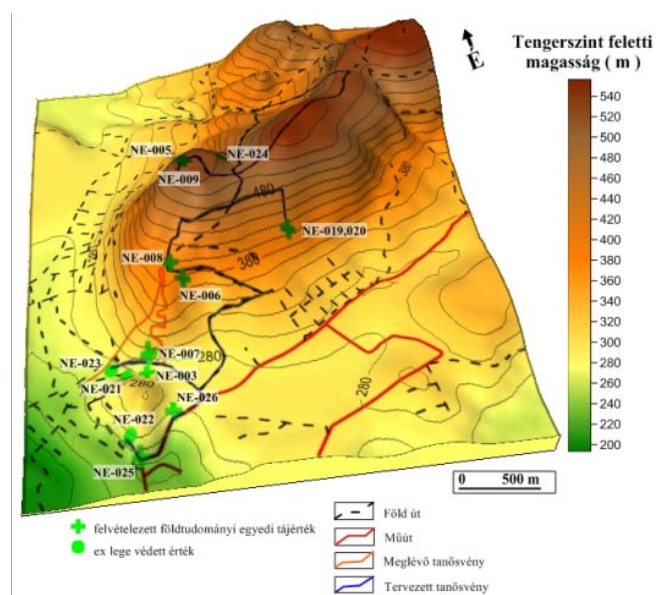 É
Tengerszint feletti
magasság ( m )
540
520
500
480
460
440
420
400
380
360
340
320
300
280
260
240
220
200
NE-005
NE-024
NE-009
480
380
NE-019,020
NE-008
380
NE-006
280
NE-007
NE-023
NE-003
NE-021
280
NE-026
280
280
NE-022
NE-025
0 500 m
felvételezett földtudományi egyedi tájérték
ex lege védett érték
Föld út
Műút
Meglévő tanösvény
Tervezett tanösvény